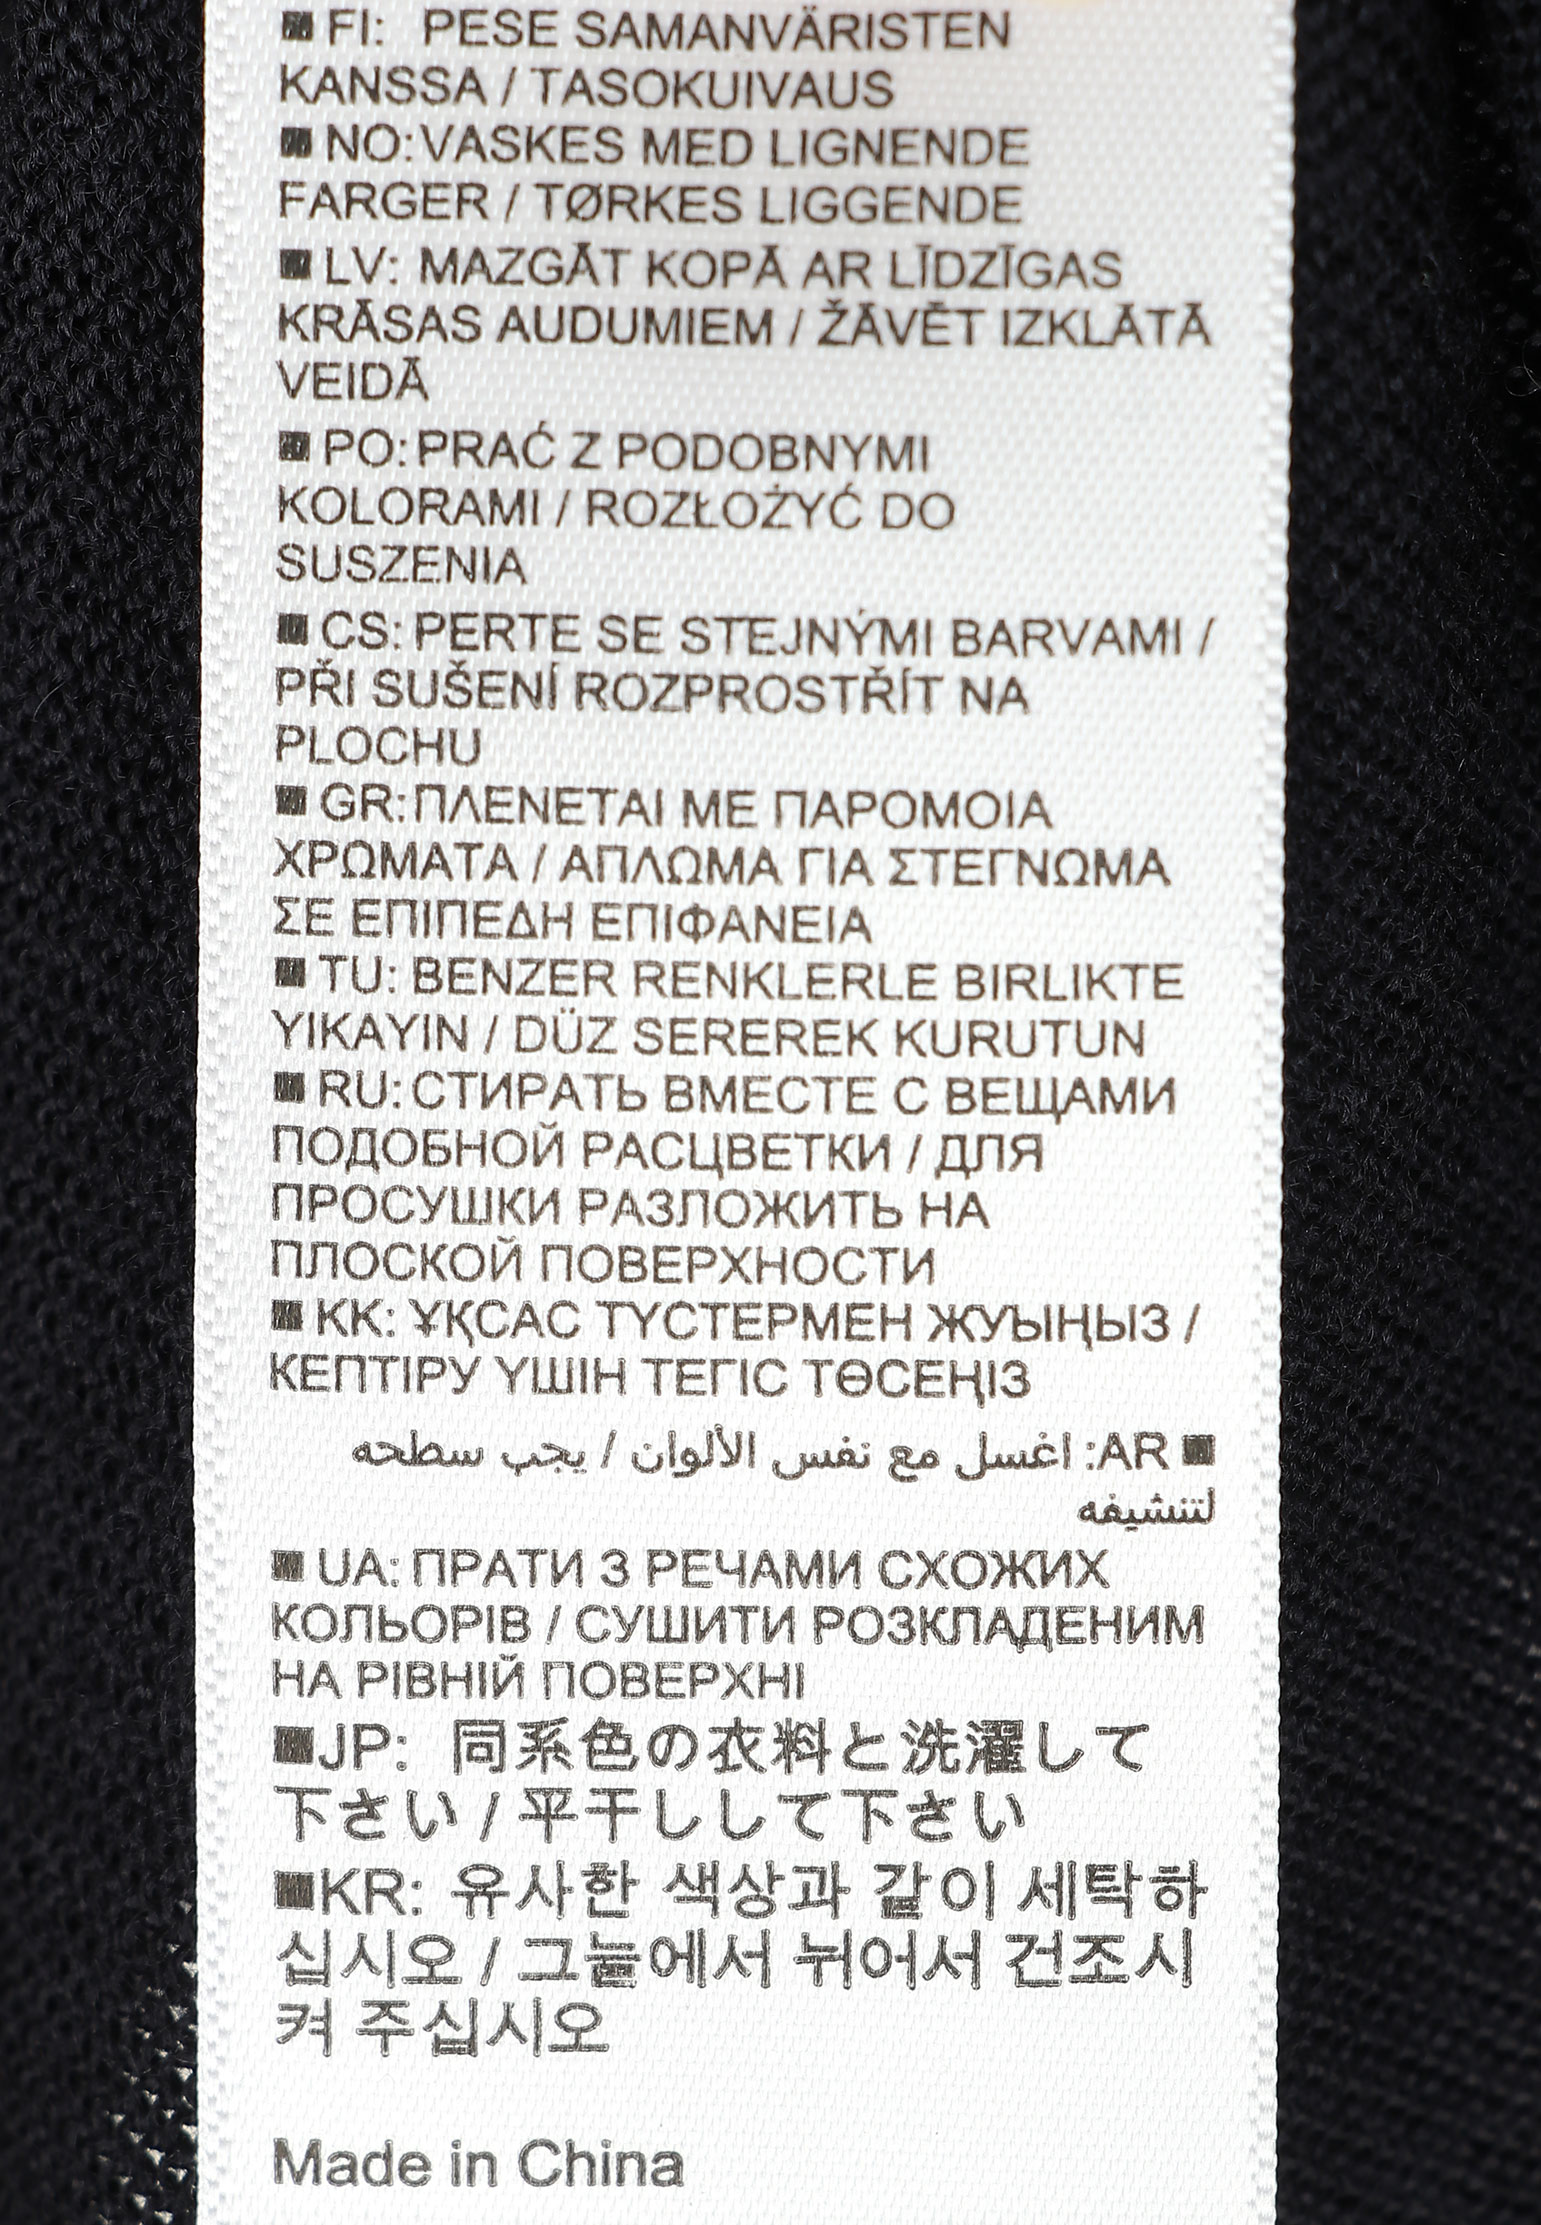 ■ FI: PESE SAMANVÄRISTEN
KANSSA / TASOKUIVAUS
■ NO: VASKES MED LIGNENDE
FARGER / TØRKES LIGGENDE
■ LV: MAZGĀT KOPĀ AR LĪDZĪGAS
KRĀSAS AUDUMIEM / ŽĀVĒT IZKLĀTĀ
VEIDĀ
■ PO: PRAĆ Z PODOBNYMI
KOLORAMI / ROZŁOŻYĆ DO
SUSZENIA
■ CS: PERTE SE STEJNÝMI BARVAMI /
PŘI SUŠENÍ ROZPROSTŘÍT NA
PLOCHU
■ GR: ΠΛΕΝΕΤΑΙ ΜΕ ΠΑΡΟΜΟΙΑ
ΧΡΩΜΑΤΑ / ΑΠΛΩΜΑ ΓΙΑ ΣΤΕΓΝΩΜΑ
ΣΕ ΕΠΙΠΕΔΗ ΕΠΙΦΑΝΕΙΑ
■ TU: BENZER RENKLERLE BIRLIKTE
YIKAYIN / DÜZ SEREREK KURUTUN
■ RU: СТИРАТЬ ВМЕСТЕ С ВЕЩАМИ
ПОДОБНОЙ РАСЦВЕТКИ / ДЛЯ
ПРОСУШКИ РАЗЛОЖИТЬ НА
ПЛОСКОЙ ПОВЕРХНОСТИ
■ KK: ҰҚСАС ТҮСТЕРМЕН ЖУЫҢЫЗ /
КЕПТІРУ ҮШІН ТЕГІС ТӨСЕҢІЗ
■ AR: اغسل مع نفس الألوان / يجب سطحه
لتنشيفه
■ UA: ПРАТИ З РЕЧАМИ СХОЖИХ
КОЛЬОРІВ / СУШИТИ РОЗКЛАДЕНИМ
НА РІВНІЙ ПОВЕРХНІ
■JP: 同系色の衣料と洗濯して
下さい / 平干ししして下さい
■KR: 유사한 색상과 같이 세탁하
십시오 / 그늘에서 뉘어서 건조시
켜 주십시오
Made in China